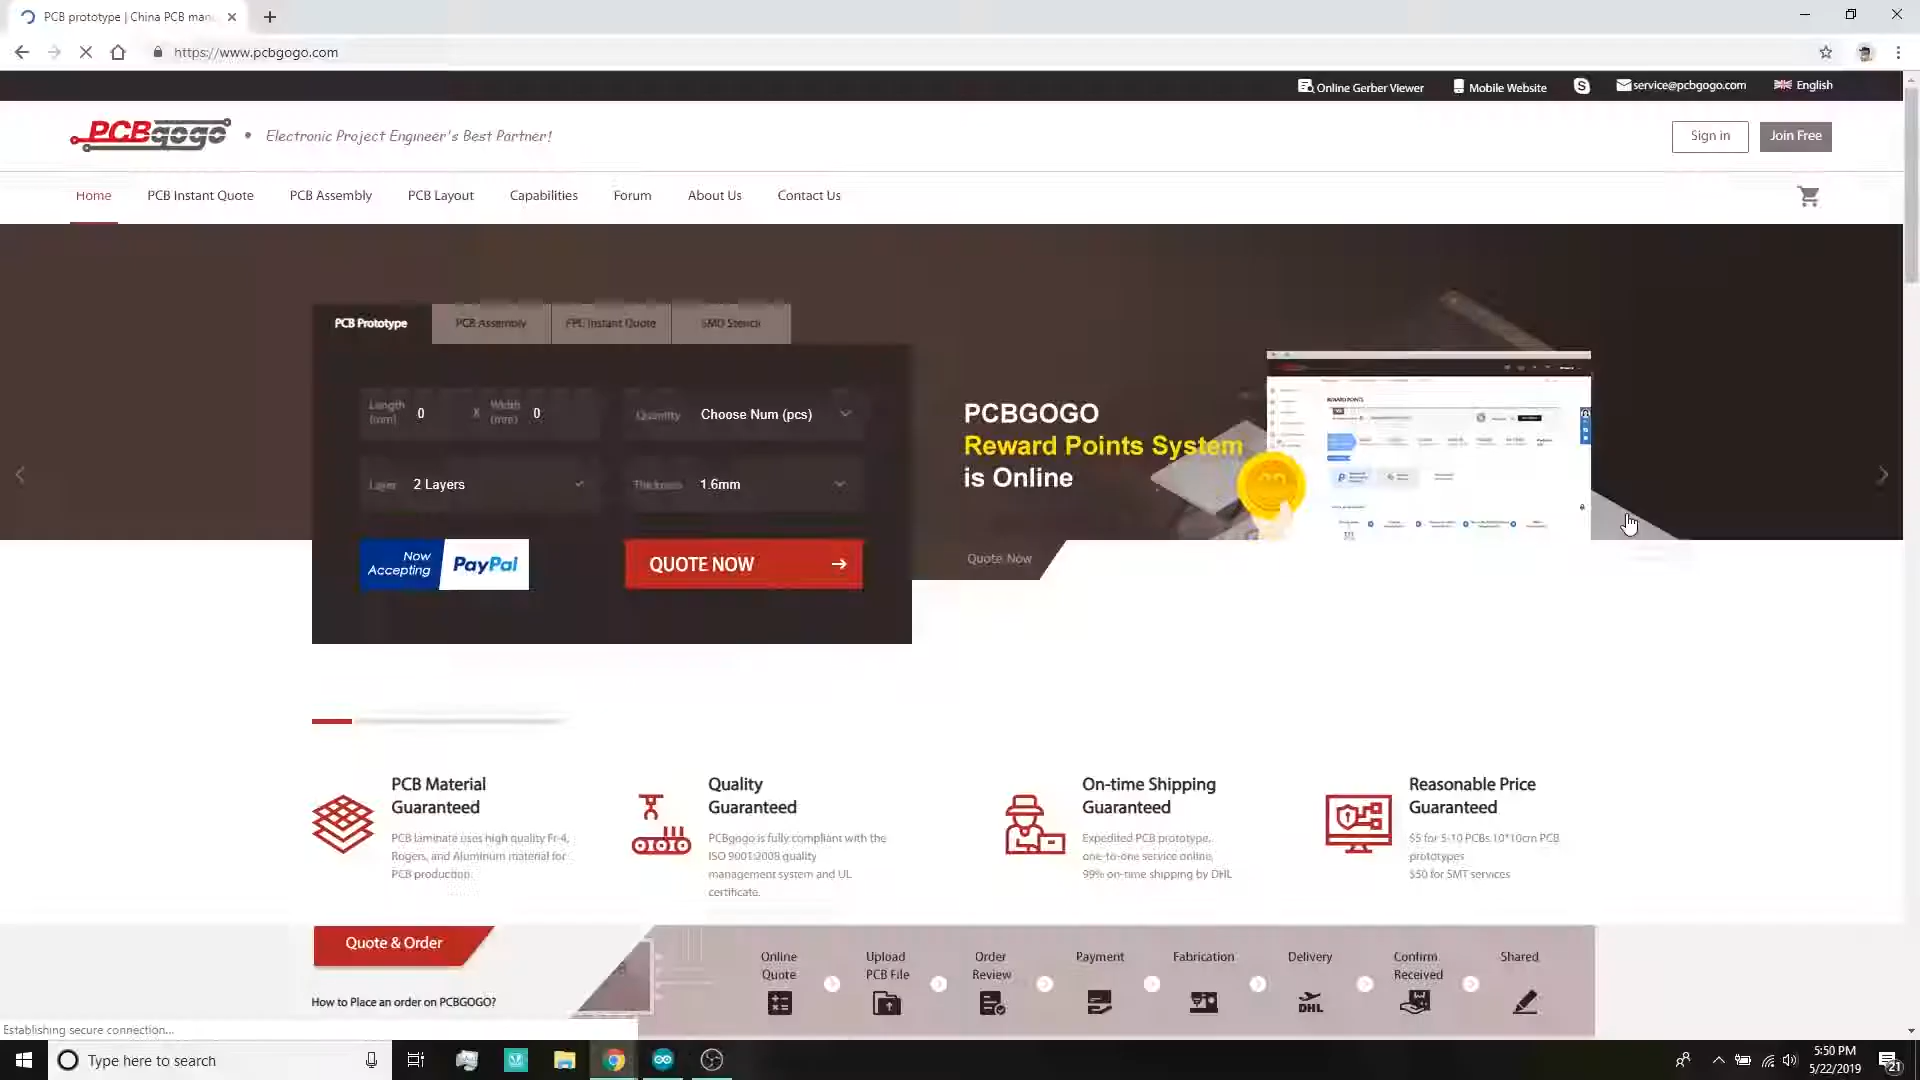 PCB prototype | China PCB manu
https://www.pcbgogo.com
Online Gerber Viewer
Mobile Website
service@pcbgogo.com
English
PCBgogo
Electronic Project Engineer's Best Partner!
Sign in
Join Free
Home
PCB Instant Quote
PCB Assembly
PCB Layout
Capabilities
Forum
About Us
Contact Us
PCB Prototype
PCB Assembly
FPC Instant Quote
SMD Stencil
Length (mm)
0
X
Width (mm)
0
Quantity
Choose Num (pcs)
Layer
2 Layers
Thickness
1.6mm
Now Accepting
PayPal
QUOTE NOW
PCBGOGO
Reward Points System
is Online
REWARD POINTS
Quote Now
PCB Material
Guaranteed
PCB laminate uses high quality Fr-4,
Rogers, and Aluminum material for
PCB production.
Quality
Guaranteed
PCBgogo is fully compliant with the
ISO 9001:2008 quality
management system and UL
certificate.
On-time Shipping
Guaranteed
Expedited PCB prototype,
one-to-one service online,
99% on-time shipping by DHL
Reasonable Price
Guaranteed
$5 for 5-10 PCBs 10*10cm PCB
prototypes
$50 for SMT services
Quote & Order
How to Place an order on PCBGOGO?
Online
Quote
Upload
PCB File
Order
Review
Payment
Fabrication
Delivery
DHL
Confirm
Received
Shared
Establishing secure connection...
Type here to search
5:50 PM
5/22/2019
21